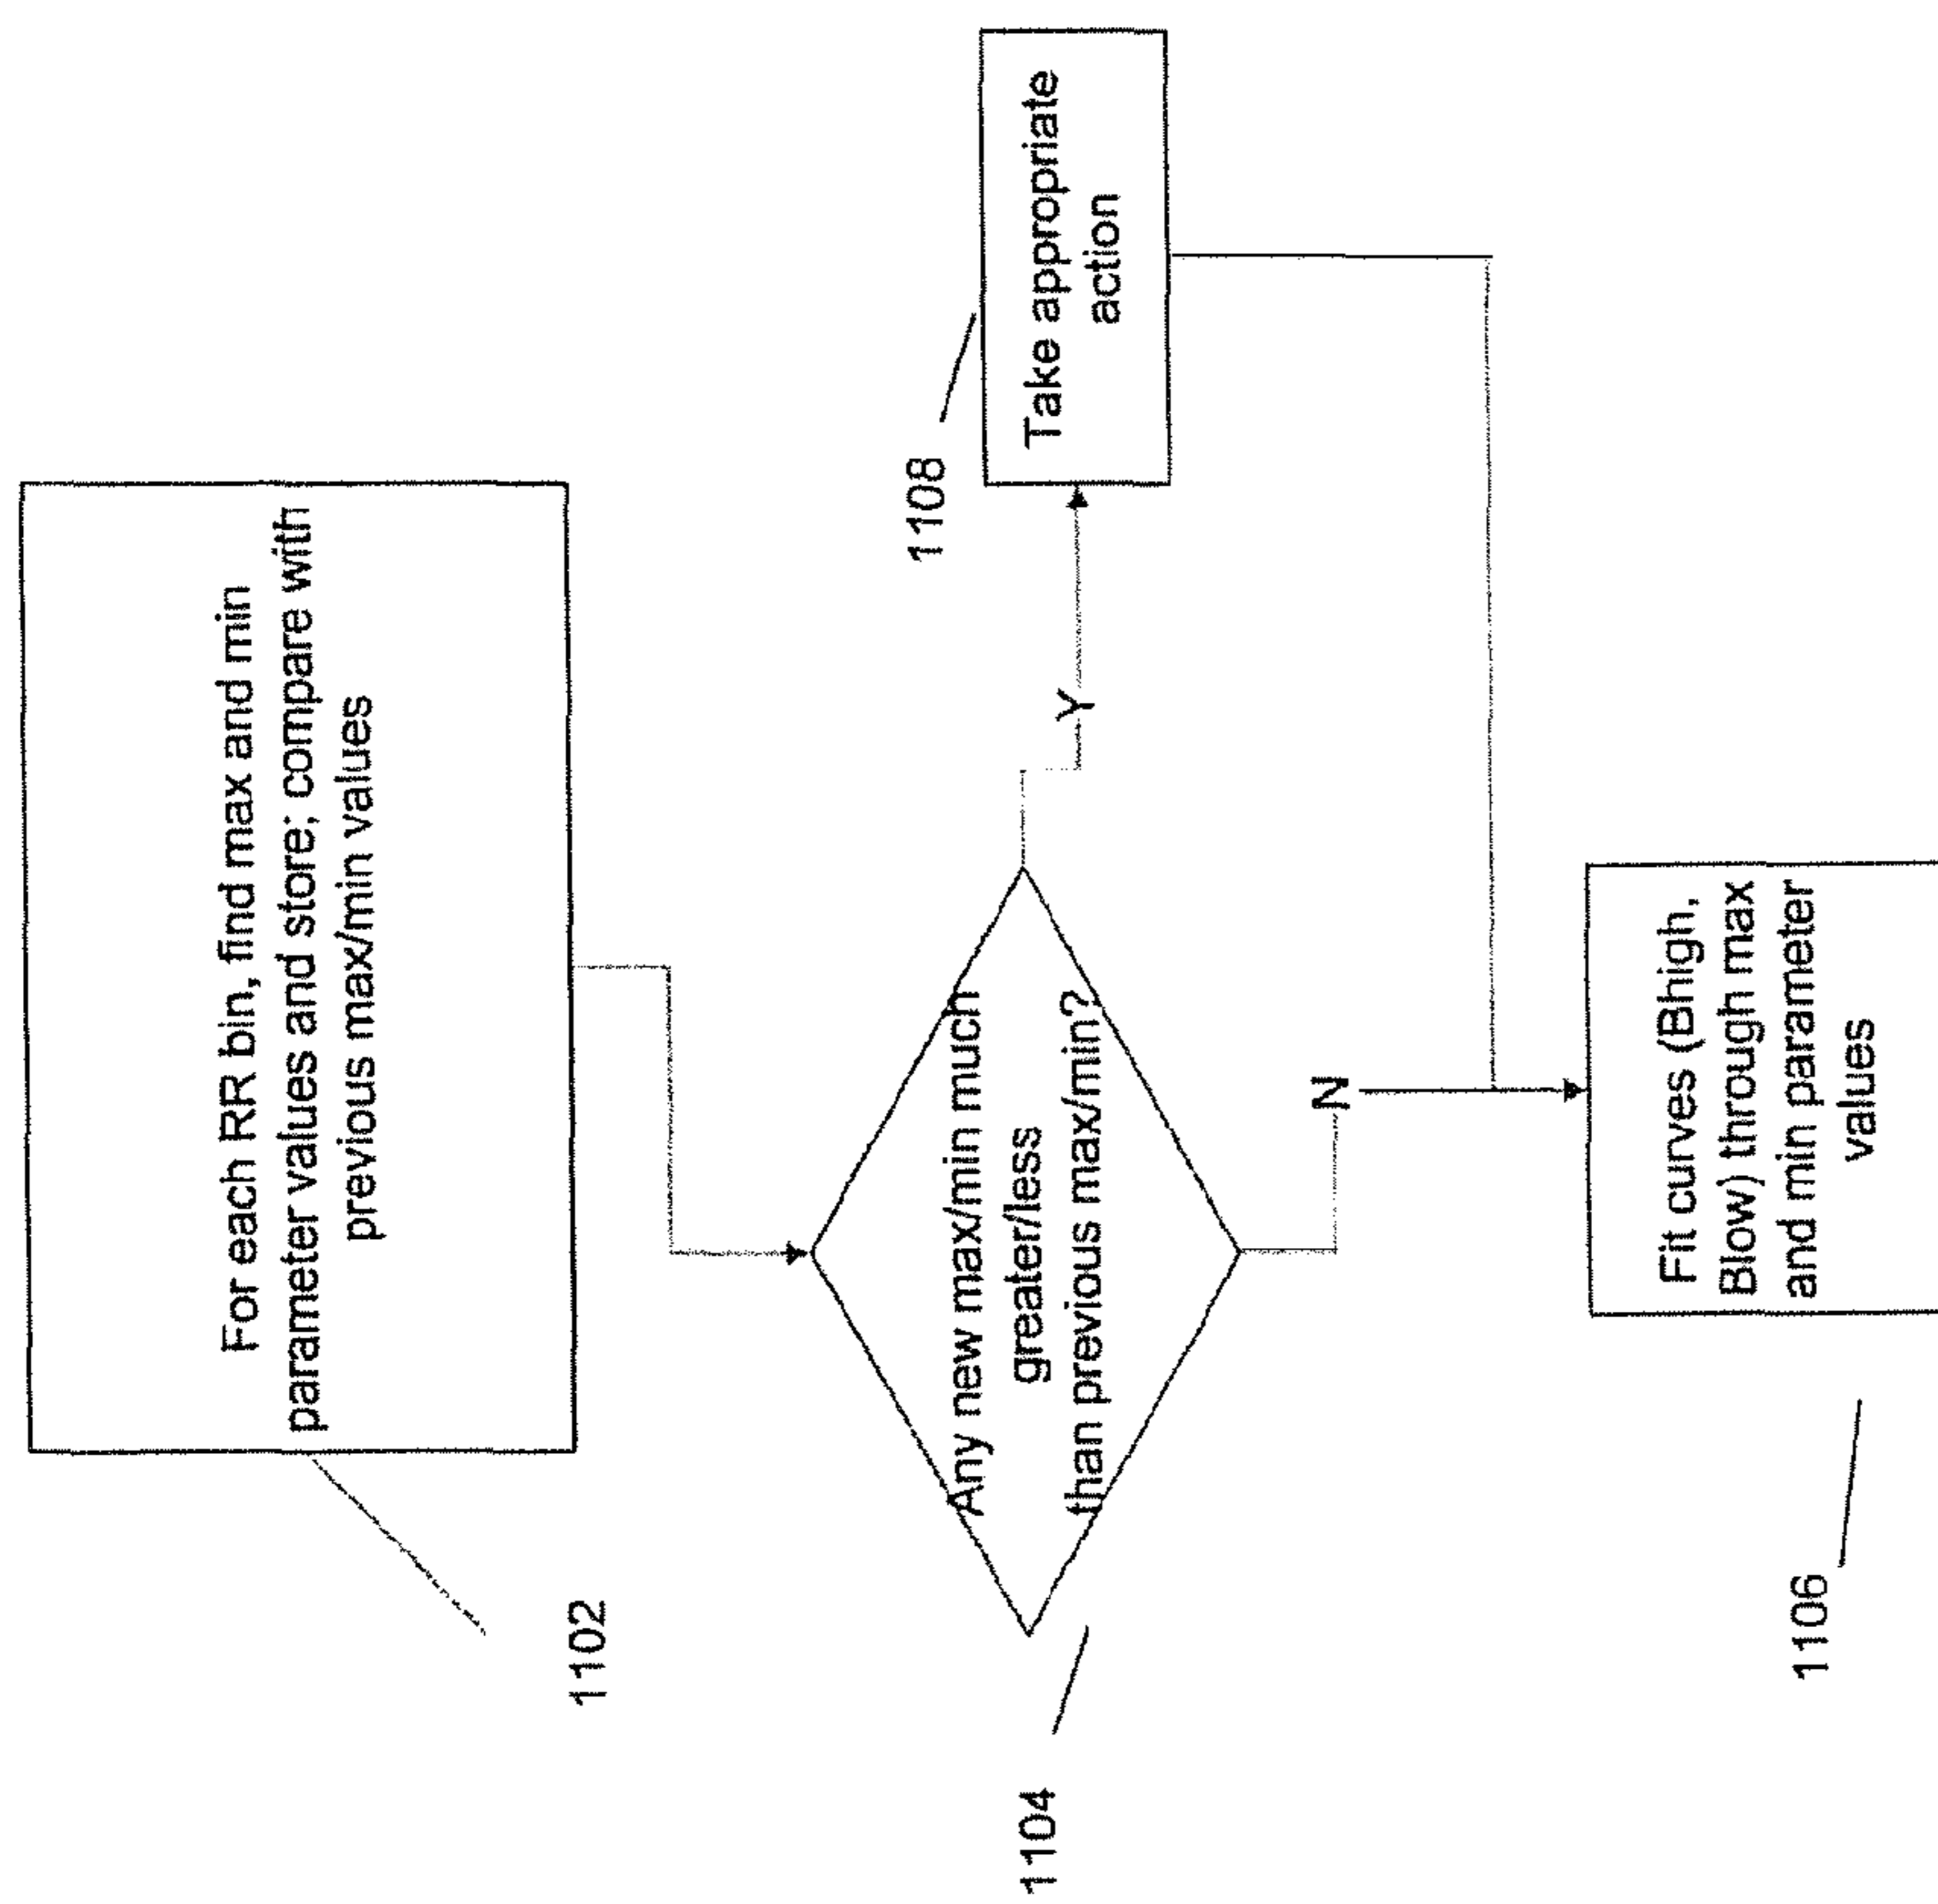 For each RR bin, find max and min
parameter values and store; compare with
previous max/min values
1102
Any new max/min much
greater/less
than previous max/min?
1104
Y
Take appropriate
action
1108
N
Fit curves (Bhigh,
Blow) through max
and min parameter
values
1106